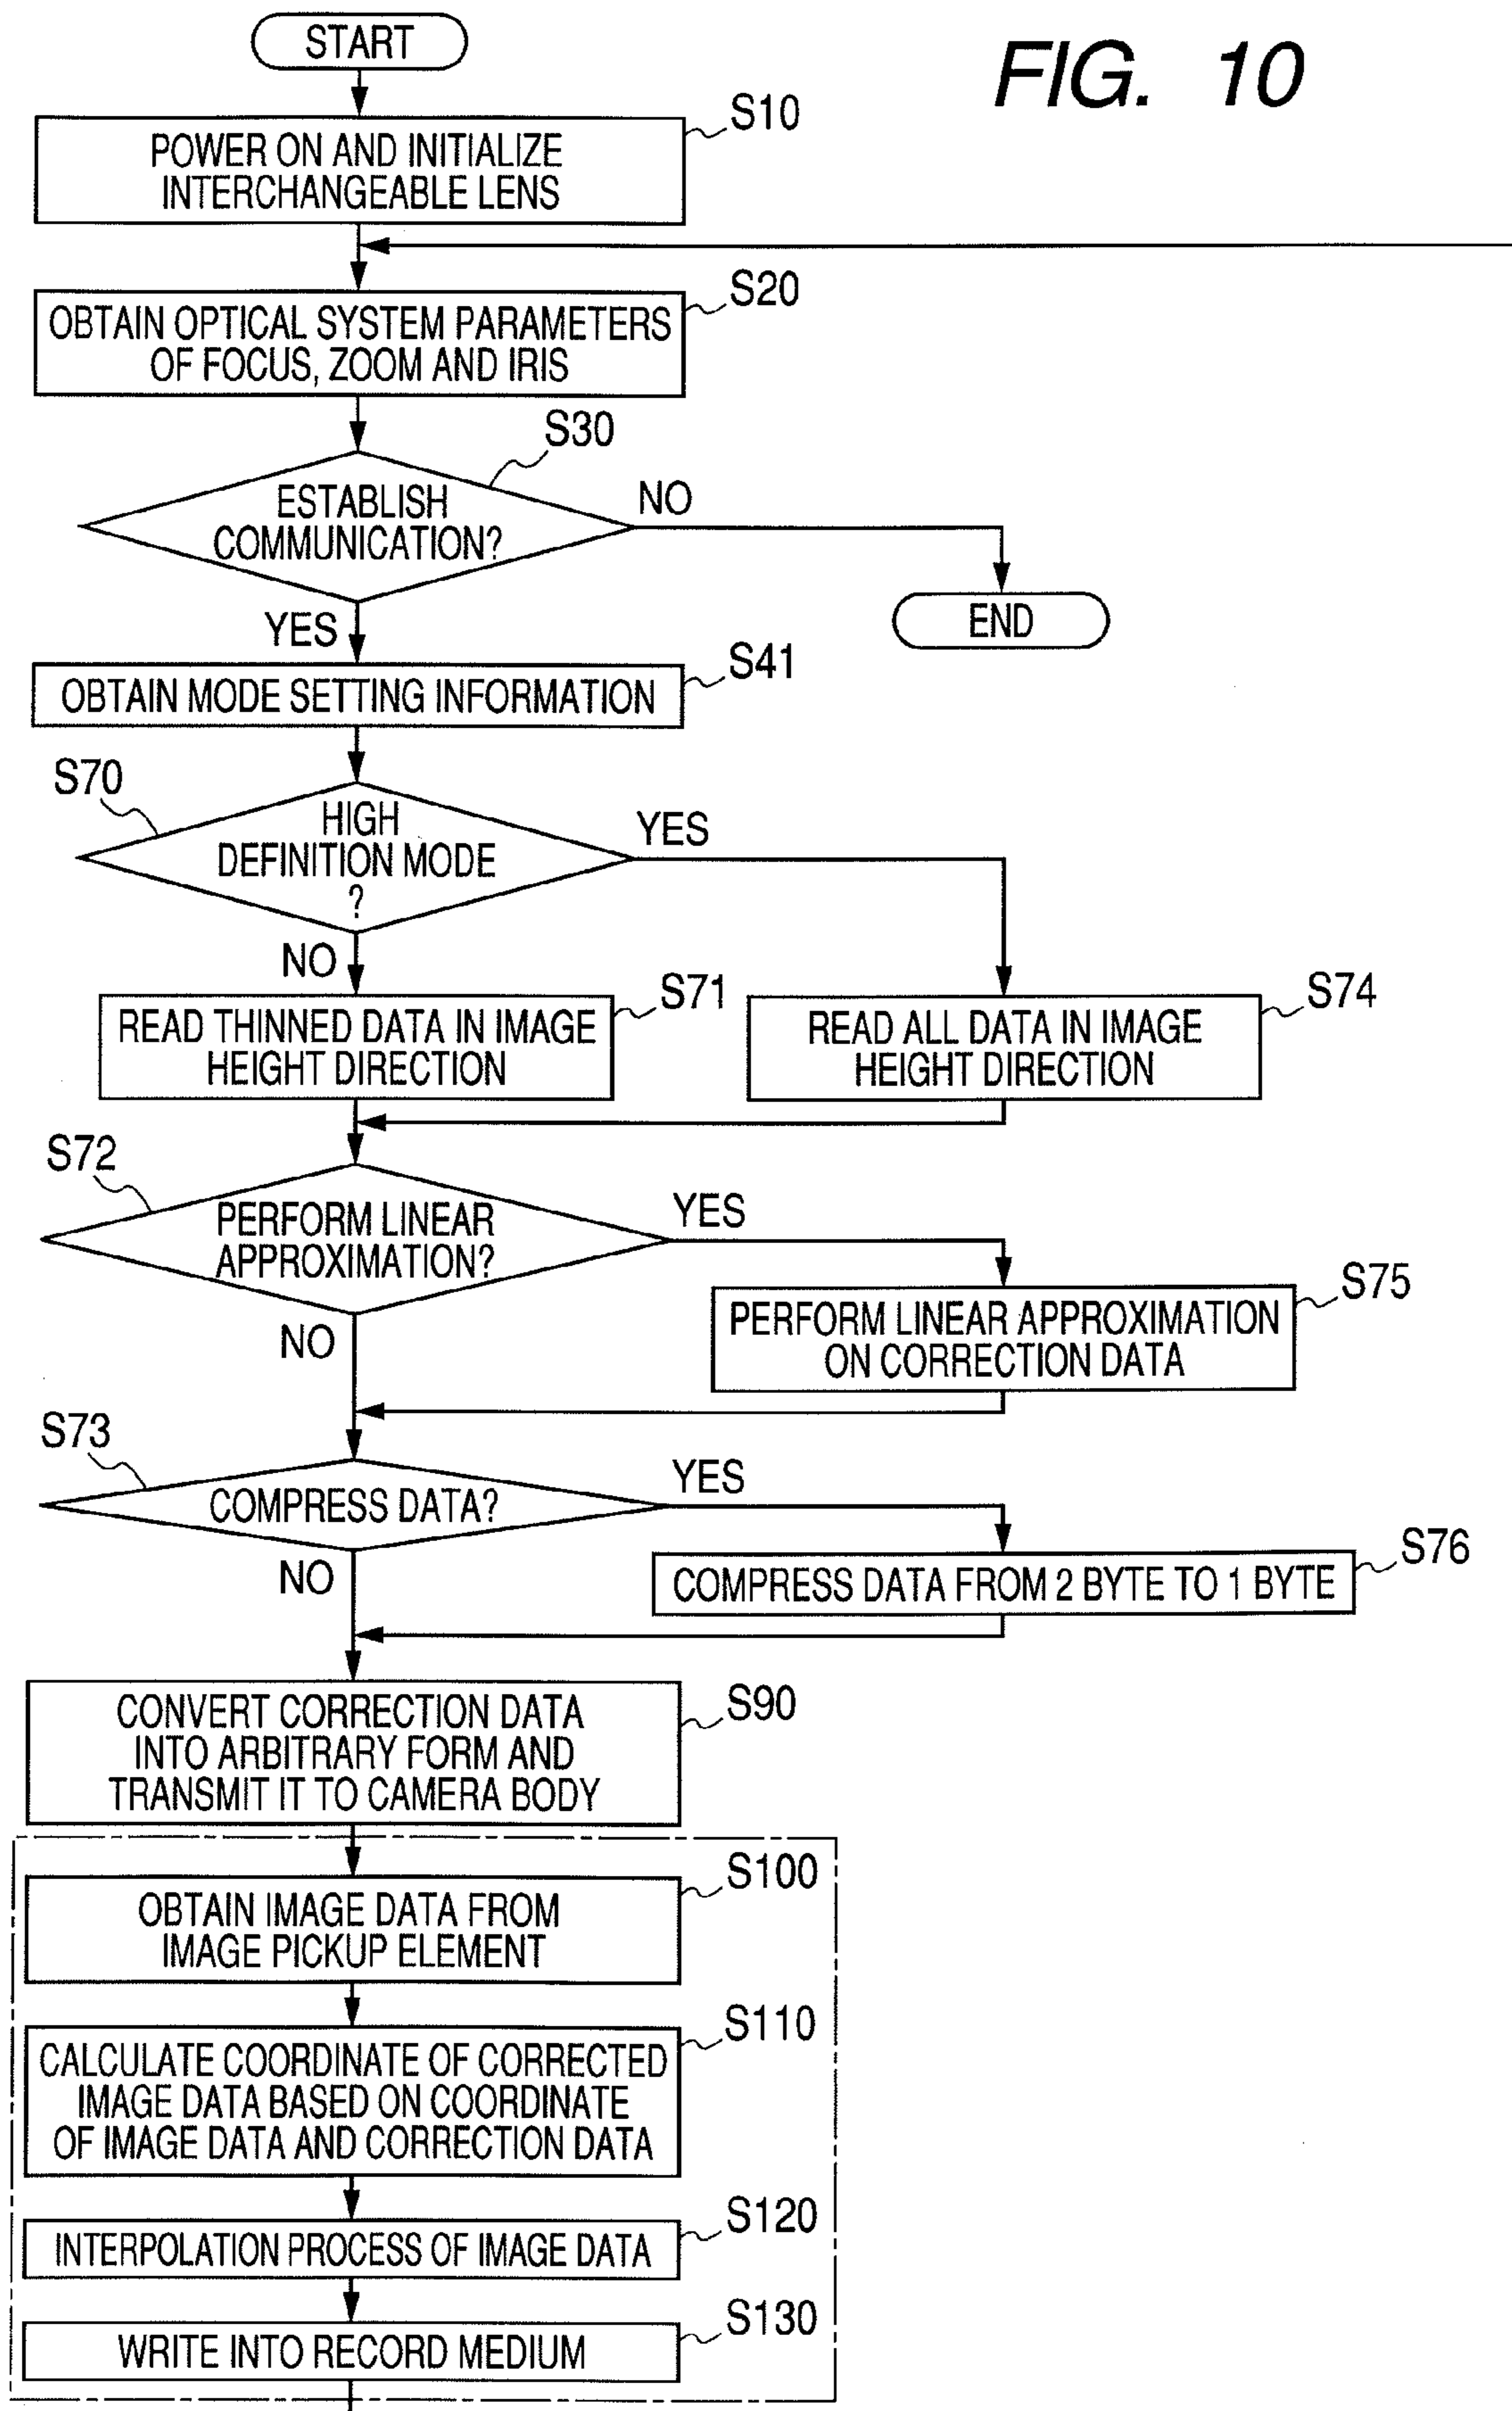 START
FIG. 10
S10
POWER ON AND INITIALIZE
INTERCHANGEABLE LENS
S20
OBTAIN OPTICAL SYSTEM PARAMETERS
OF FOCUS, ZOOM AND IRIS
S30
ESTABLISH
COMMUNICATION?
NO
END
YES
S41
OBTAIN MODE SETTING INFORMATION
S70
HIGH
DEFINITION MODE
?
YES
NO
S71
READ THINNED DATA IN IMAGE
HEIGHT DIRECTION
S74
READ ALL DATA IN IMAGE
HEIGHT DIRECTION
S72
PERFORM LINEAR
APPROXIMATION?
YES
NO
S75
PERFORM LINEAR APPROXIMATION
ON CORRECTION DATA
S73
COMPRESS DATA?
YES
NO
S76
COMPRESS DATA FROM 2 BYTE TO 1 BYTE
S90
CONVERT CORRECTION DATA
INTO ARBITRARY FORM AND
TRANSMIT IT TO CAMERA BODY
S100
OBTAIN IMAGE DATA FROM
IMAGE PICKUP ELEMENT
S110
CALCULATE COORDINATE OF CORRECTED
IMAGE DATA BASED ON COORDINATE
OF IMAGE DATA AND CORRECTION DATA
S120
INTERPOLATION PROCESS OF IMAGE DATA
S130
WRITE INTO RECORD MEDIUM